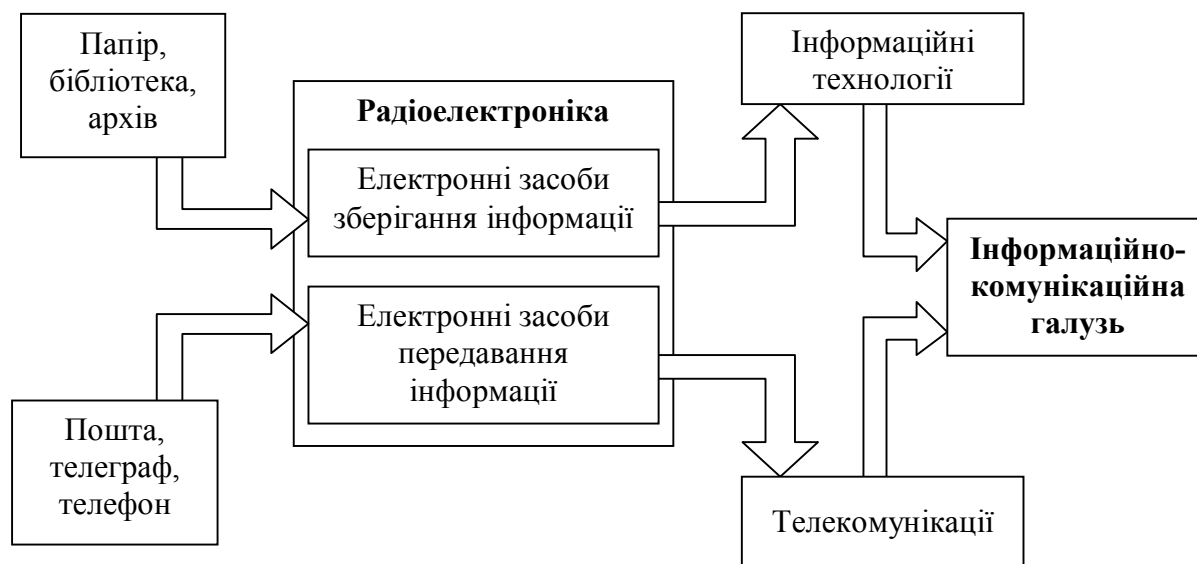 Папір,
бібліотека,
архів
Радіоелектроніка
Електронні засоби
зберігання інформації
Електронні засоби
передавання
інформації
Пошта,
телеграф,
телефон
Інформаційні
технології
Інформаційно-
комунікаційна
галузь
Телекомунікації